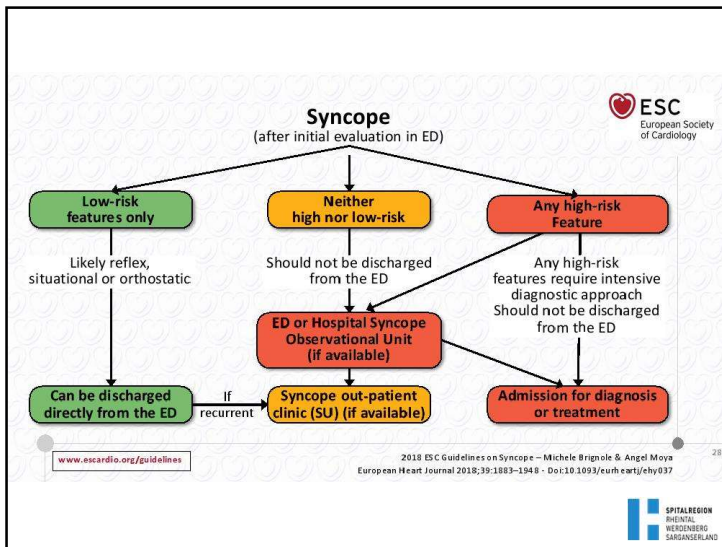 Syncope
(after initial evaluation in ED)
ESC
European Society
of Cardiology
Low-risk
features only
Neither
high nor low-risk
Any high-risk
Feature
Likely reflex,
situational or orthostatic
Should not be discharged
from the ED
Any high-risk
features require intensive
diagnostic approach
Should not be discharged
from the ED
ED or Hospital Syncope
Observational Unit
(if available)
Can be discharged
directly from the ED
If
recurrent
Syncope out-patient
clinic (SU) (if available)
Admission for diagnosis
or treatment
www.escardio.org/guidelines
2018 ESC Guidelines on Syncope – Michele Brignole & Angel Moya
European Heart Journal 2018;39:1883–1948 - Doi:10.1093/eurheartj/ehy037
28
SPITALREGION
RHEINTAL
WERDENBERG
SARGANSERLAND